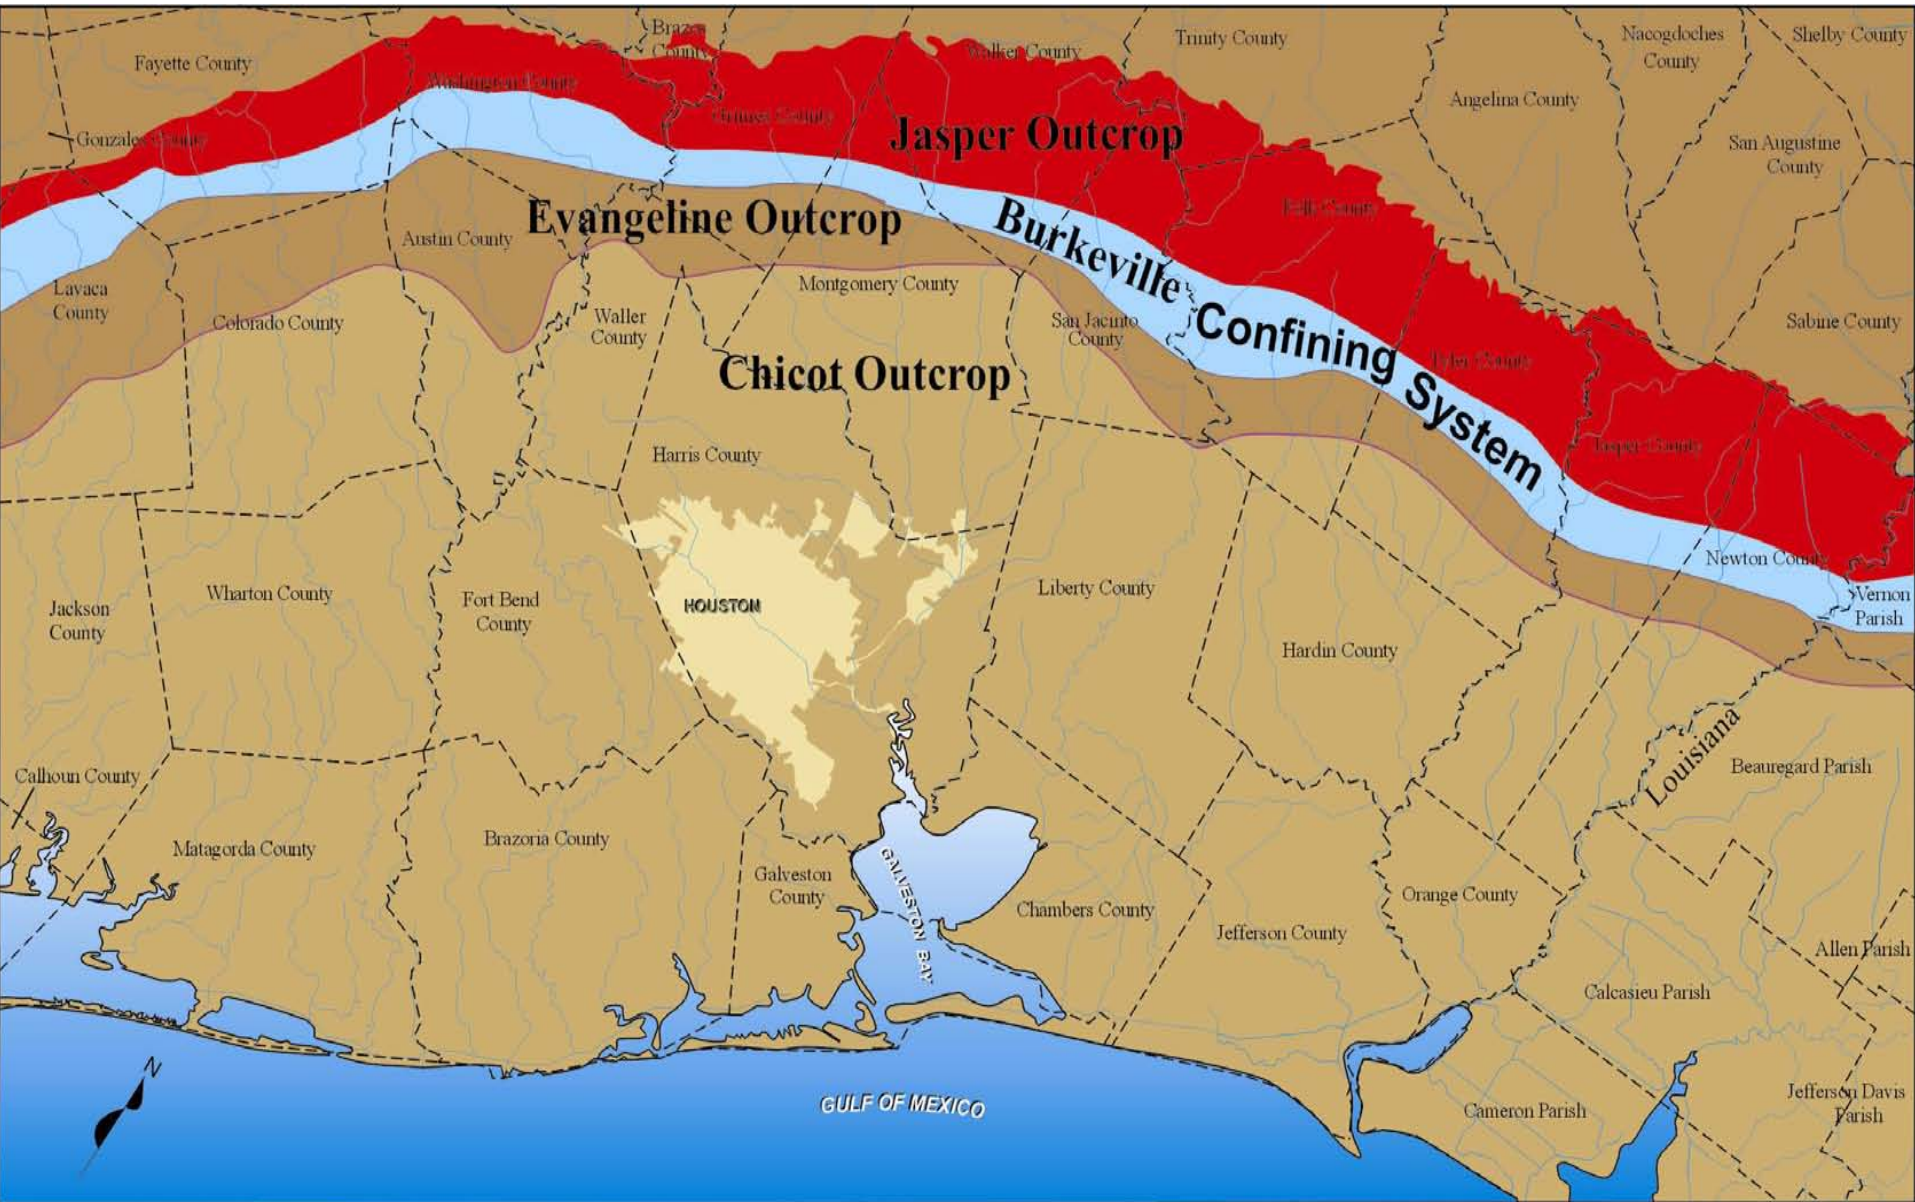 Brazos
County
Fayette County
Walker County
Trinity County
Nacogdoches
County
Shelby County
Washington County
Angelina County
Grimes County
Gonzales County
Jasper Outcrop
San Augustine
County
Polk County
Evangeline Outcrop
Austin County
Burkeville Confining System
Lavaca
County
Montgomery County
Colorado County
Waller
County
San Jacinto
County
Sabine County
Tyler County
Chicot Outcrop
Jasper County
Harris County
Newton County
Wharton County
Fort Bend
County
HOUSTON
Liberty County
Vernon
Parish
Jackson
County
Hardin County
Louisiana
Beauregard Parish
Calhoun County
Matagorda County
Brazoria County
Galveston
County
GALVESTON BAY
Chambers County
Orange County
Jefferson County
Allen Parish
Calcasieu Parish
N
GULF OF MEXICO
Cameron Parish
Jefferson Davis
Parish